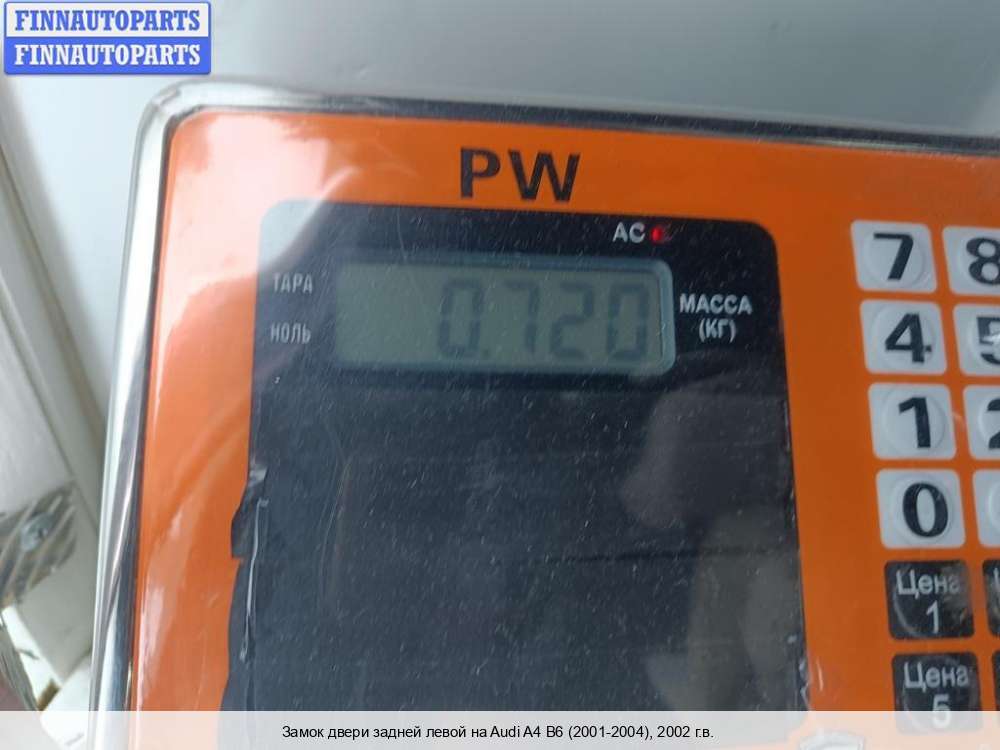 FINNAUTOPARTS
FINNAUTOPARTS
PW
AC
ТАРА
НОЛЬ
0.720
МАССА
(КГ)
7 8
4 5
1 2
0
Цена
1
Цена
5
Замок двери задней левой на Audi A4 B6 (2001-2004), 2002 г.в.